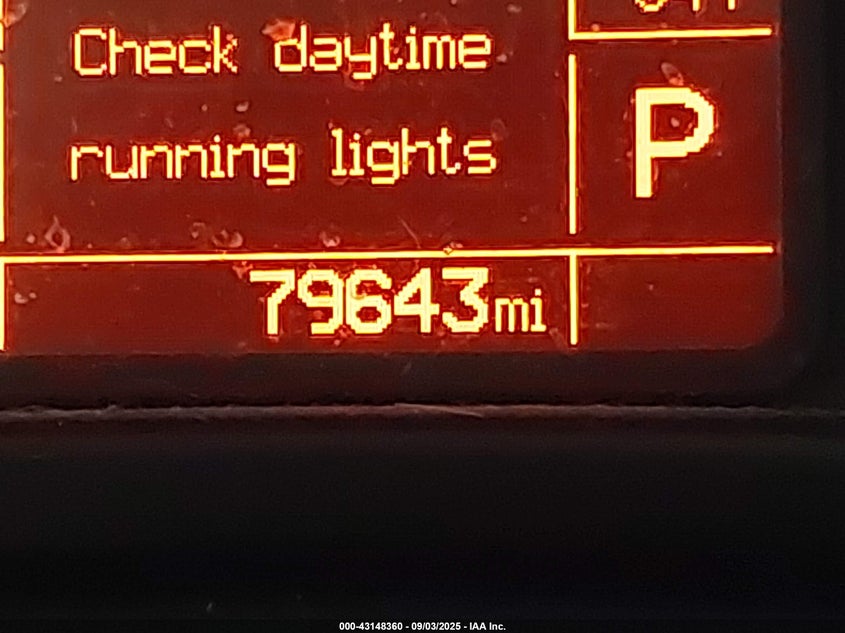 Check daytime
running lights
P
79643mi
000-43148360 - 09/03/2025 - IAA Inc.